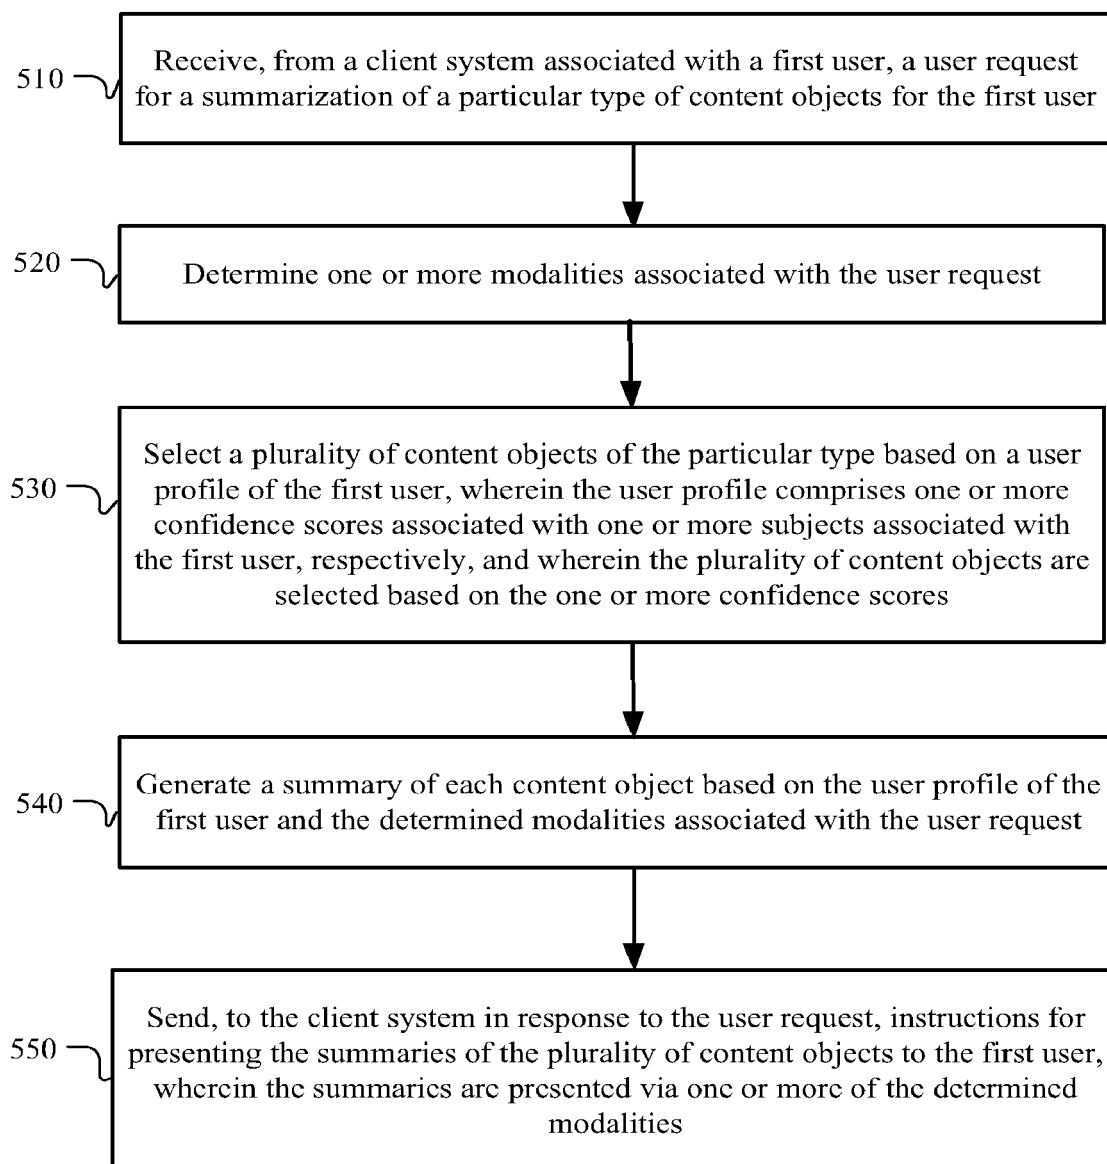 510
Receive, from a client system associated with a first user, a user request
for a summarization of a particular type of content objects for the first user
520
Determine one or more modalities associated with the user request
530
Select a plurality of content objects of the particular type based on a user
profile of the first user, wherein the user profile comprises one or more
confidence scores associated with one or more subjects associated with
the first user, respectively, and wherein the plurality of content objects are
selected based on the one or more confidence scores
540
Generate a summary of each content object based on the user profile of the
first user and the determined modalities associated with the user request
550
Send, to the client system in response to the user request, instructions for
presenting the summaries of the plurality of content objects to the first user,
wherein the summaries are presented via one or more of the determined
modalities